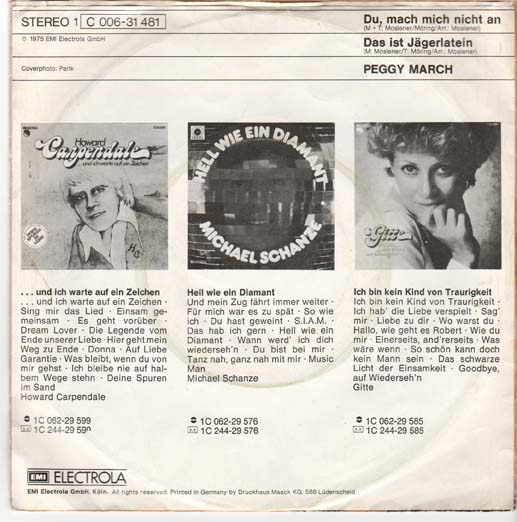 STEREO 1 C 006-31 481
℗ 1975 EMI Electrola GmbH
Coverphoto: Parik
Du, mach mich nicht an
(M + T: Moslener/Möring/Arr.: Moslener)
Das ist Jägerlatein
(M: Moslener/T: Möring/Arr.: Moslener)
PEGGY MARCH
Howard
Carpendale
...und ich warte auf ein Zeichen
HELL WIE EIN DIAMANT
MICHAEL SCHANZE
Gitte
. . . und ich warte auf ein Zeichen
. . . und ich warte auf ein Zeichen ·
Sing mir das Lied · Einsam ge-
meinsam · Es geht vorüber ·
Dream Lover · Die Legende vom
Ende unserer Liebe · Hier geht mein
Weg zu Ende · Donna · Auf Liebe
Garantie · Was bleibt, wenn du von
mir gehst · Ich bleibe nie auf hal-
bem Wege stehn · Deine Spuren
im Sand
Howard Carpendale
1C 062-29 599
1C 244-29 599
Hell wie ein Diamant
Und mein Zug fährt immer weiter ·
Für mich war es zu spät · So wie
ich · Du hast geweint · S.I.A.M. ·
Das hab ich gern · Hell wie ein
Diamant · Wann werd' ich dich
wiederseh'n · Du bist bei mir ·
Tanz nah, ganz nah mit mir · Music
Man
Michael Schanze
1C 062-29 576
1C 244-29 576
Ich bin kein Kind von Traurigkeit
Ich bin kein Kind von Traurigkeit ·
Ich hab' die Liebe verspielt · Sag'
mir · Liebe zu dir · Wo warst du ·
Hallo, wie geht es Robert · Wie du
mir · Einerseits, and'rerseits · Was
wäre wenn · So schön kann doch
kein Mann sein · Das schwarze
Licht der Einsamkeit · Goodbye,
auf Wiederseh'n
Gitte
1C 062-29 585
1C 244-29 585
EMI ELECTROLA
EMI Electrola GmbH, Köln. All rights reserved. Printed in Germany by Druckhaus Maack KG, 588 Lüdenscheid